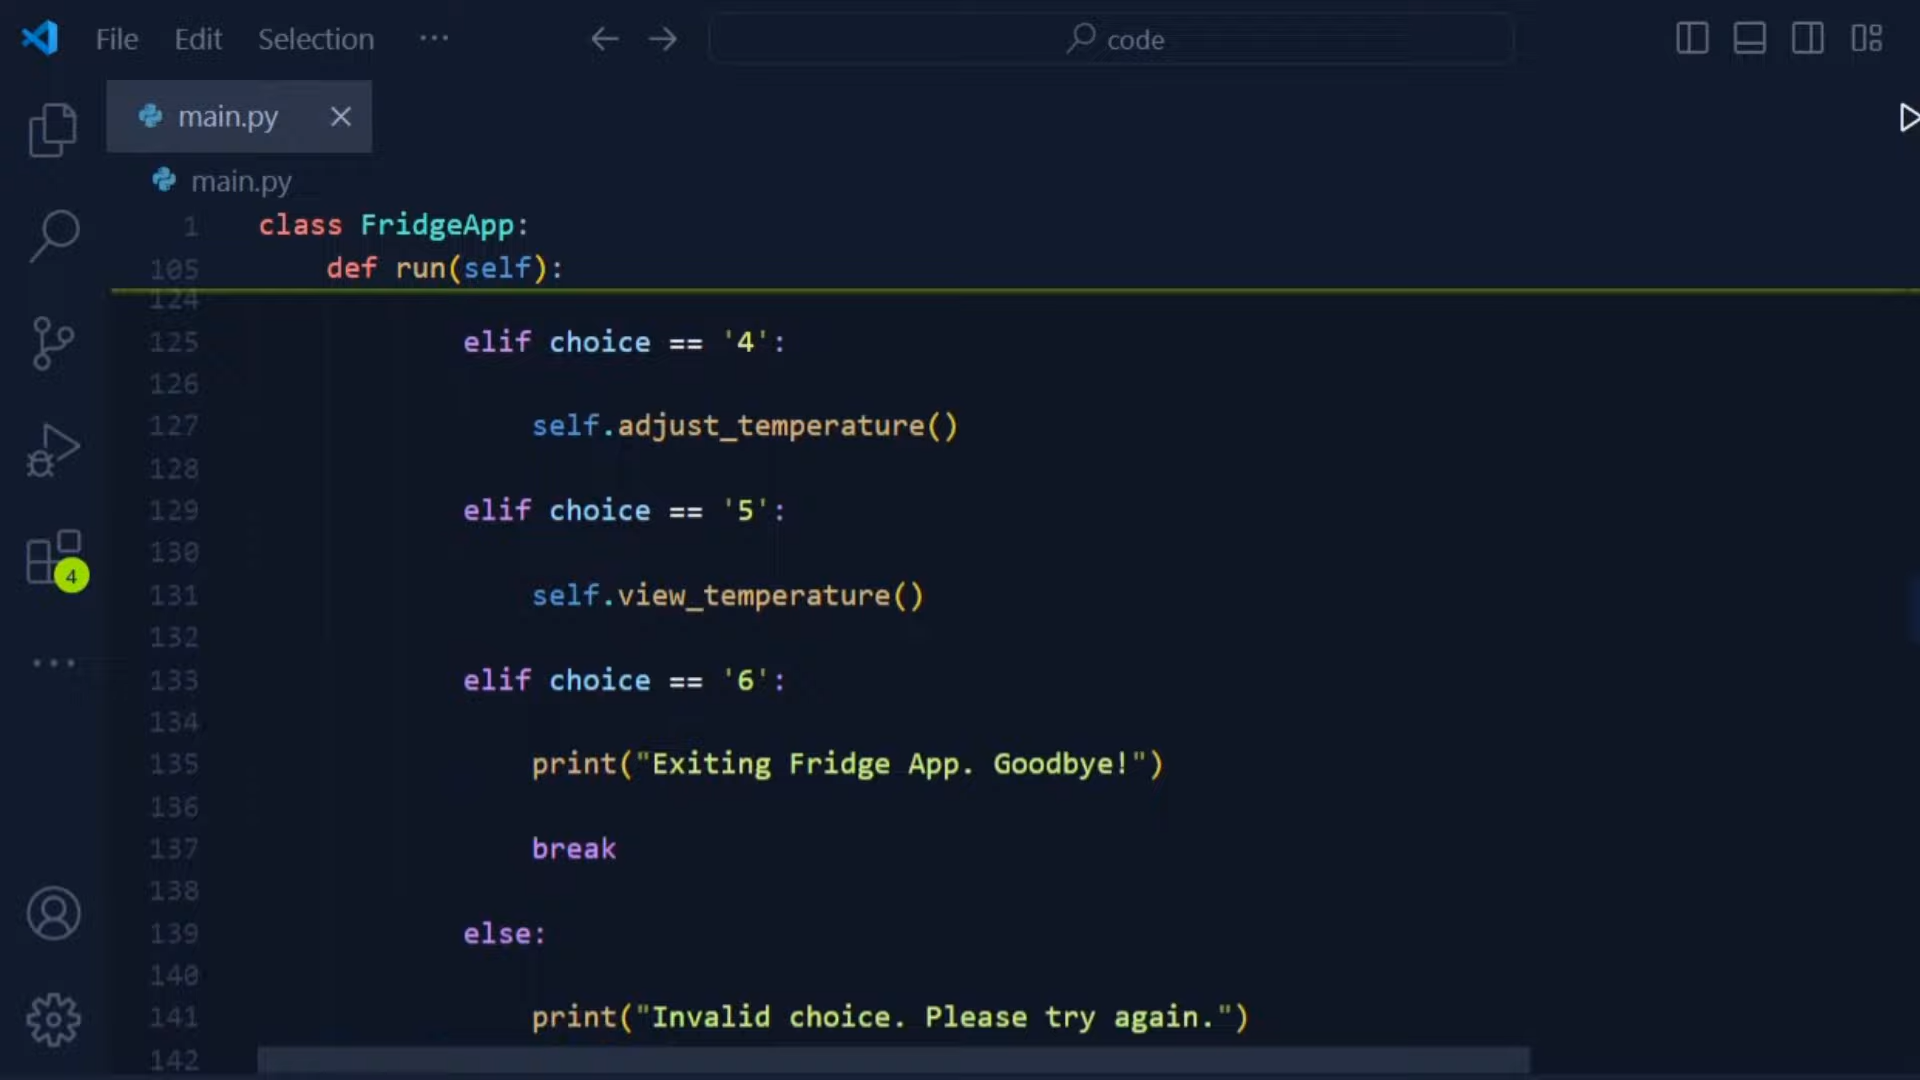 File Edit Selection ··· code
main.py
main.py
1 class FridgeApp:
105 def run(self):
124
125 elif choice == '4':
126
127 self.adjust_temperature()
128
129 elif choice == '5':
130
131 self.view_temperature()
132
133 elif choice == '6':
134
135 print("Exiting Fridge App. Goodbye!")
136
137 break
138
139 else:
140
141 print("Invalid choice. Please try again.")
142
4